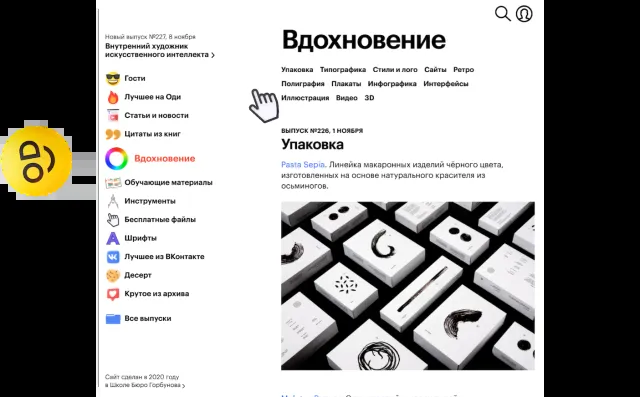 Новый выпуск №227, 8 ноября
Внутренний художник
искусственного интеллекта
Гости
Лучшее на Оди
Статьи и новости
Цитаты из книг
Вдохновение
Обучающие материалы
Инструменты
Бесплатные файлы
Шрифты
Лучшее из ВКонтакте
Десерт
Крутое из архива
Все выпуски
Сайт сделан в 2020 году
в Школе Бюро Горбунова
Вдохновение
Упаковка Типографика Стили и лого Сайты Ретро
Полиграфия Плакаты Инфографика Интерфейсы
Иллюстрация Видео 3D
ВЫПУСК №226, 1 НОЯБРЯ
Упаковка
Pasta Sepia. Линейка макаронных изделий чёрного цвета,
изготовленных на основе натурального красителя из
осьминогов.